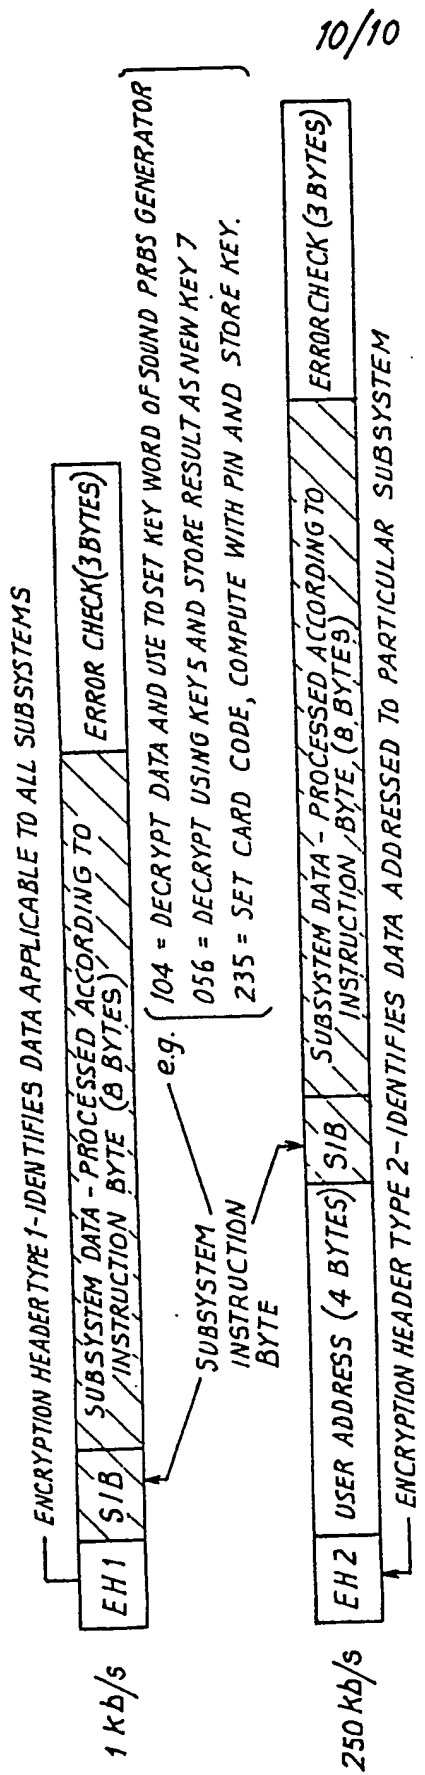 10/10
ENCRYPTION HEADER TYPE 1-IDENTIFIES DATA APPLICABLE TO ALL SUBSYSTEMS
1 kb/s
EH1
SIB
SUBSYSTEM DATA - PROCESSED ACCORDING TO
INSTRUCTION BYTE (8 BYTES)
ERROR CHECK (3 BYTES)
SUBSYSTEM
INSTRUCTION
BYTE
e.g.
104 = DECRYPT DATA AND USE TO SET KEY WORD OF SOUND PRBS GENERATOR
056 = DECRYPT USING KEY 5 AND STORE RESULT AS NEW KEY 7
235 = SET CARD CODE, COMPUTE WITH PIN AND STORE KEY.
250 kb/s
EH2
USER ADDRESS (4 BYTES)
SIB
SUBSYSTEM DATA - PROCESSED ACCORDING TO
INSTRUCTION BYTE (8 BYTES)
ERROR CHECK (3 BYTES)
ENCRYPTION HEADER TYPE 2-IDENTIFIES DATA ADDRESSED TO PARTICULAR SUBSYSTEM